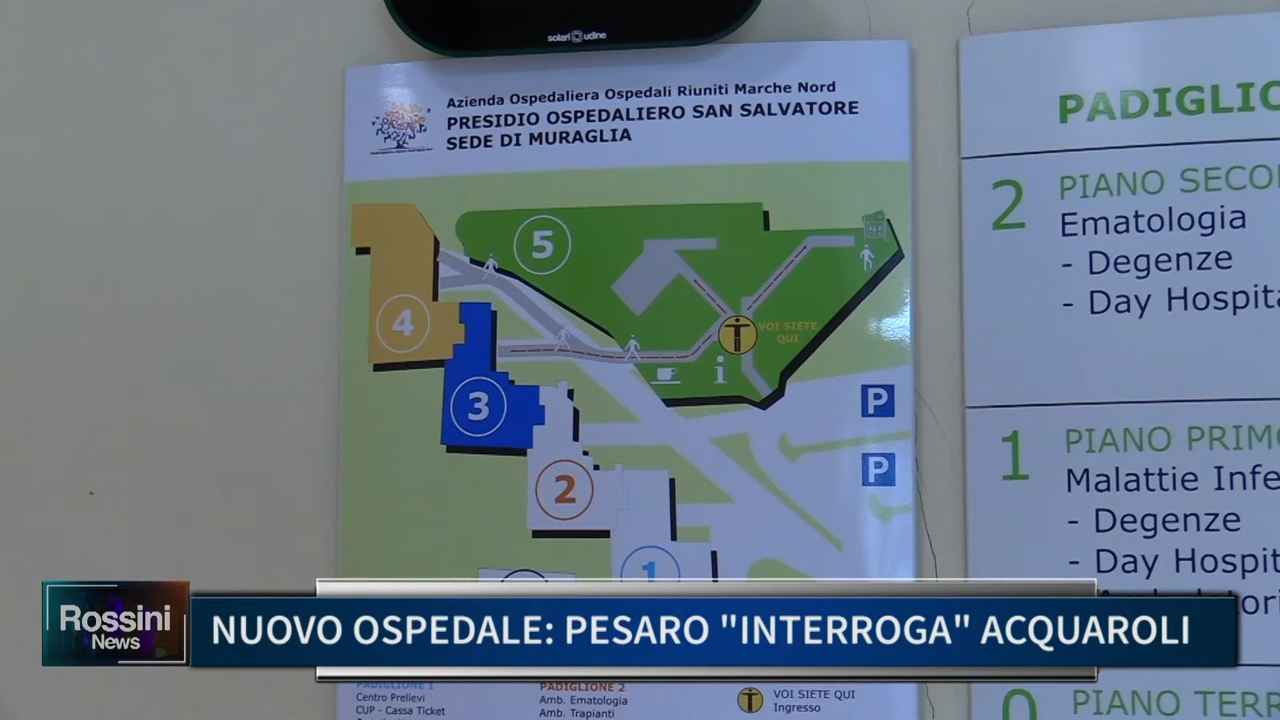 solari udine
Azienda Ospedaliera Ospedali Riuniti Marche Nord
PRESIDIO OSPEDALIERO SAN SALVATORE
SEDE DI MURAGLIA
5
4
VOI SIETE
QUI
i
3
P
2
P
1
PADIGLIO
2 PIANO SECO
Ematologia
- Degenze
- Day Hospit
1 PIANO PRIM
Malattie Infe
- Degenze
- Day Hospit
0 PIANO TERR
Rossini
News
NUOVO OSPEDALE: PESARO "INTERROGA" ACQUAROLI
PADIGLIONE 1
Centro Prelievi
CUP - Cassa Ticket
PADIGLIONE 2
Amb. Ematologia
Amb. Trapianti
VOI SIETE QUI
Ingresso